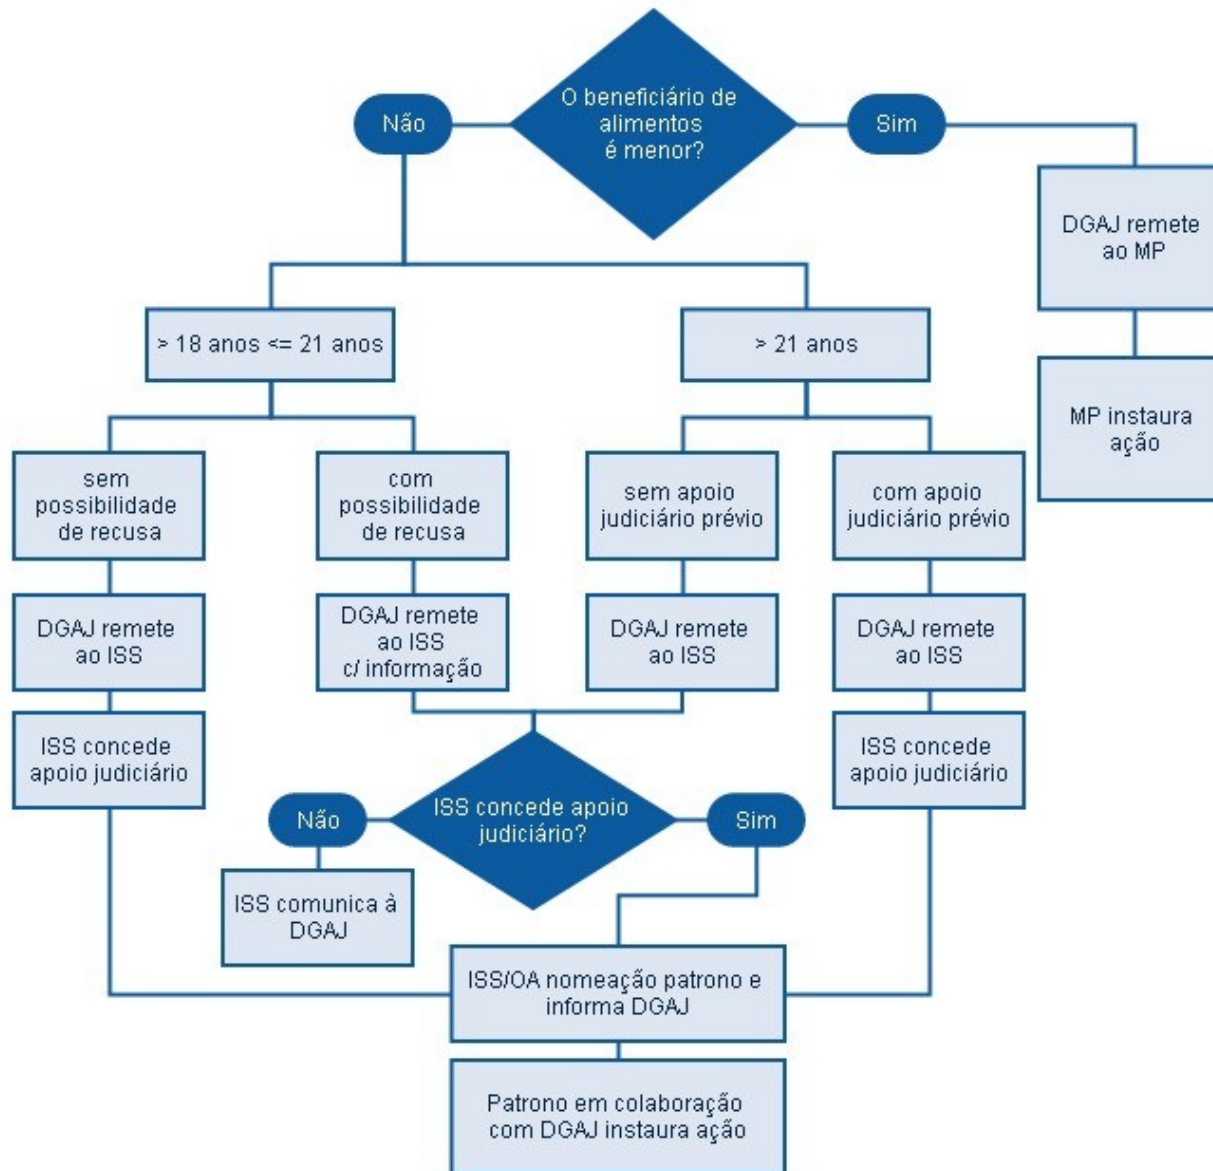 O beneficiário de
alimentos
é menor?
Não
Sim
DGAJ remete
ao MP
MP instaura
ação
> 18 anos <= 21 anos
> 21 anos
sem
possibilidade
de recusa
com
possibilidade
de recusa
sem apoio
judiciário prévio
com apoio
judiciário prévio
DGAJ remete
ao ISS
DGAJ remete
ao ISS
c/ informação
DGAJ remete
ao ISS
DGAJ remete
ao ISS
ISS concede
apoio judiciário
ISS concede
apoio judiciário
ISS concede apoio
judiciário?
Não
Sim
ISS comunica à
DGAJ
ISS/OA nomeação patrono e
informa DGAJ
Patrono em colaboração
com DGAJ instaura ação